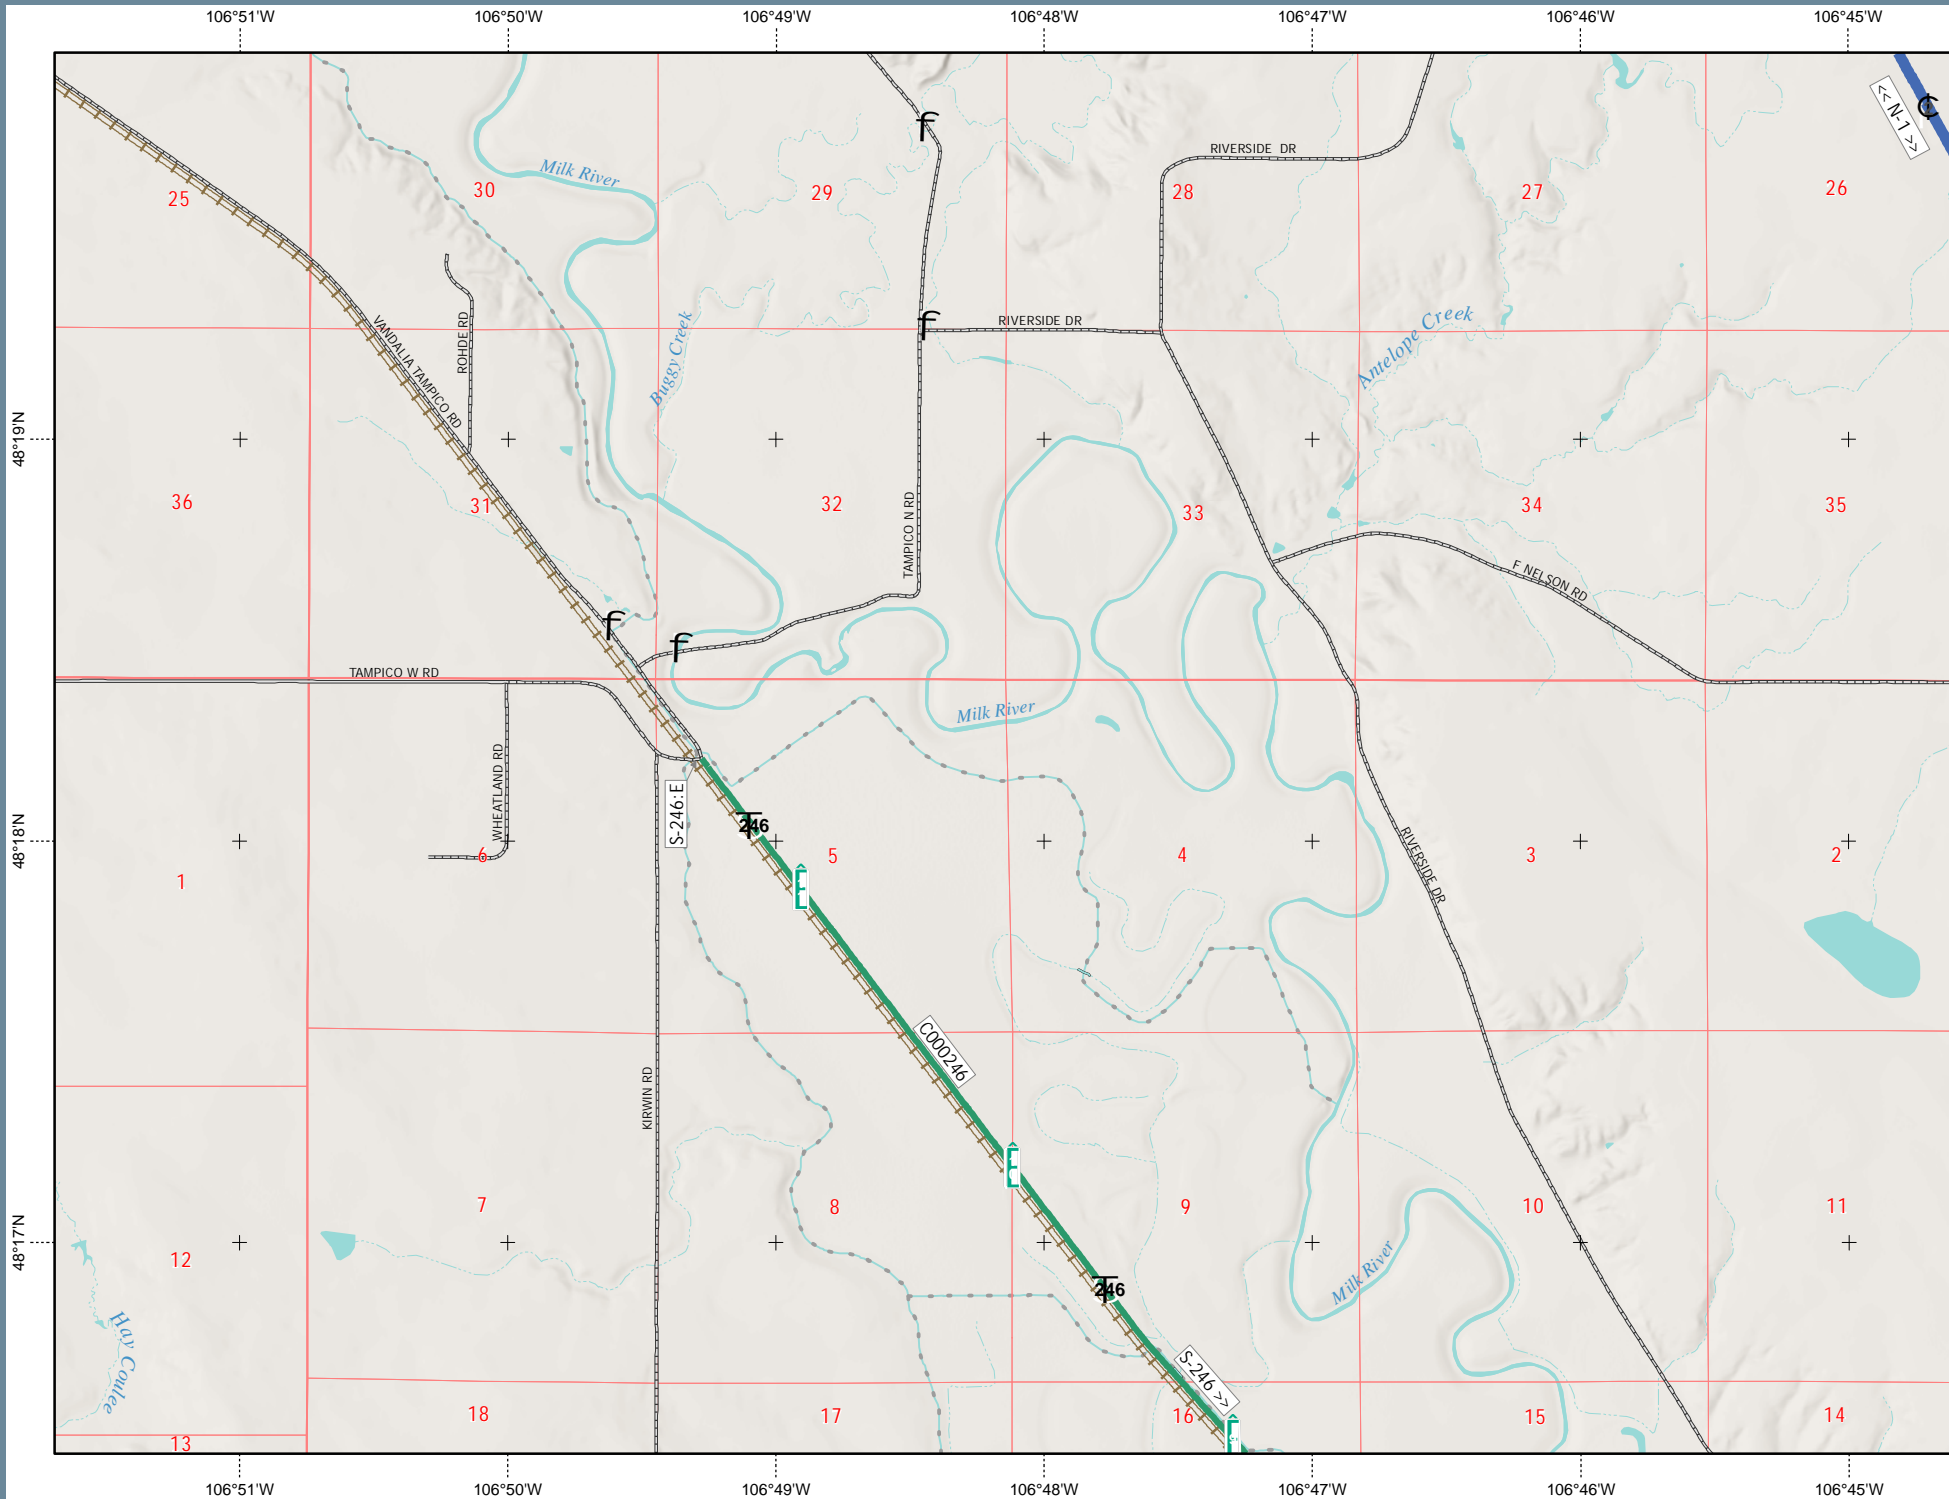 106°51'W 106°50'W 106°49'W 106°48'W 106°47'W 106°46'W 106°45'W
<< N-1 >>
RIVERSIDE DR
Milk River
25 30 29 28 27 26
VANDALIA TAMPICO RD
ROHDE RD
Buggy Creek
RIVERSIDE DR
Antelope Creek
48°19'N
36 31 32 33 34 35
TAMPICO N RD
F NELSON RD
TAMPICO W RD
Milk River
WHEATLAND RD
S-246:E
246
48°18'N
RIVERSIDE DR
1 6 5 4 3 2
C000246
KIRWIN RD
7 8 9 10 11
12
48°17'N
Milk River
246
Hay Coulee
S-246 >>
18 17 16 15 14
13
106°51'W 106°50'W 106°49'W 106°48'W 106°47'W 106°46'W 106°45'W